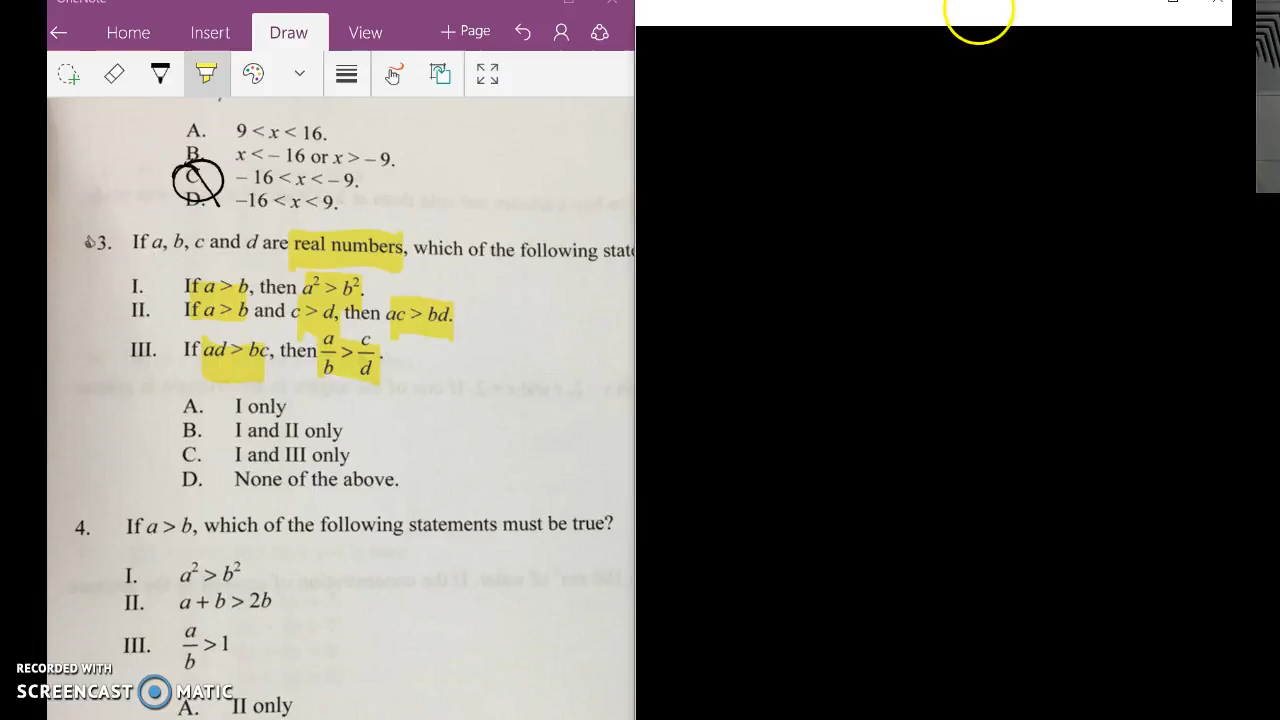 OneNote
Home Insert Draw View + Page
A. 9 < x < 16.
B. x < – 16 or x > – 9.
C. – 16 < x < – 9.
D. –16 < x < 9.
3. If a, b, c and d are real numbers, which of the following state
I. If a > b, then a² > b².
II. If a > b and c > d, then ac > bd.
III. If ad > bc, then a/b > c/d.
A. I only
B. I and II only
C. I and III only
D. None of the above.
4. If a > b, which of the following statements must be true?
I. a² > b²
II. a + b > 2b
III. a/b > 1
A. II only
RECORDED WITH
SCREENCAST MATIC